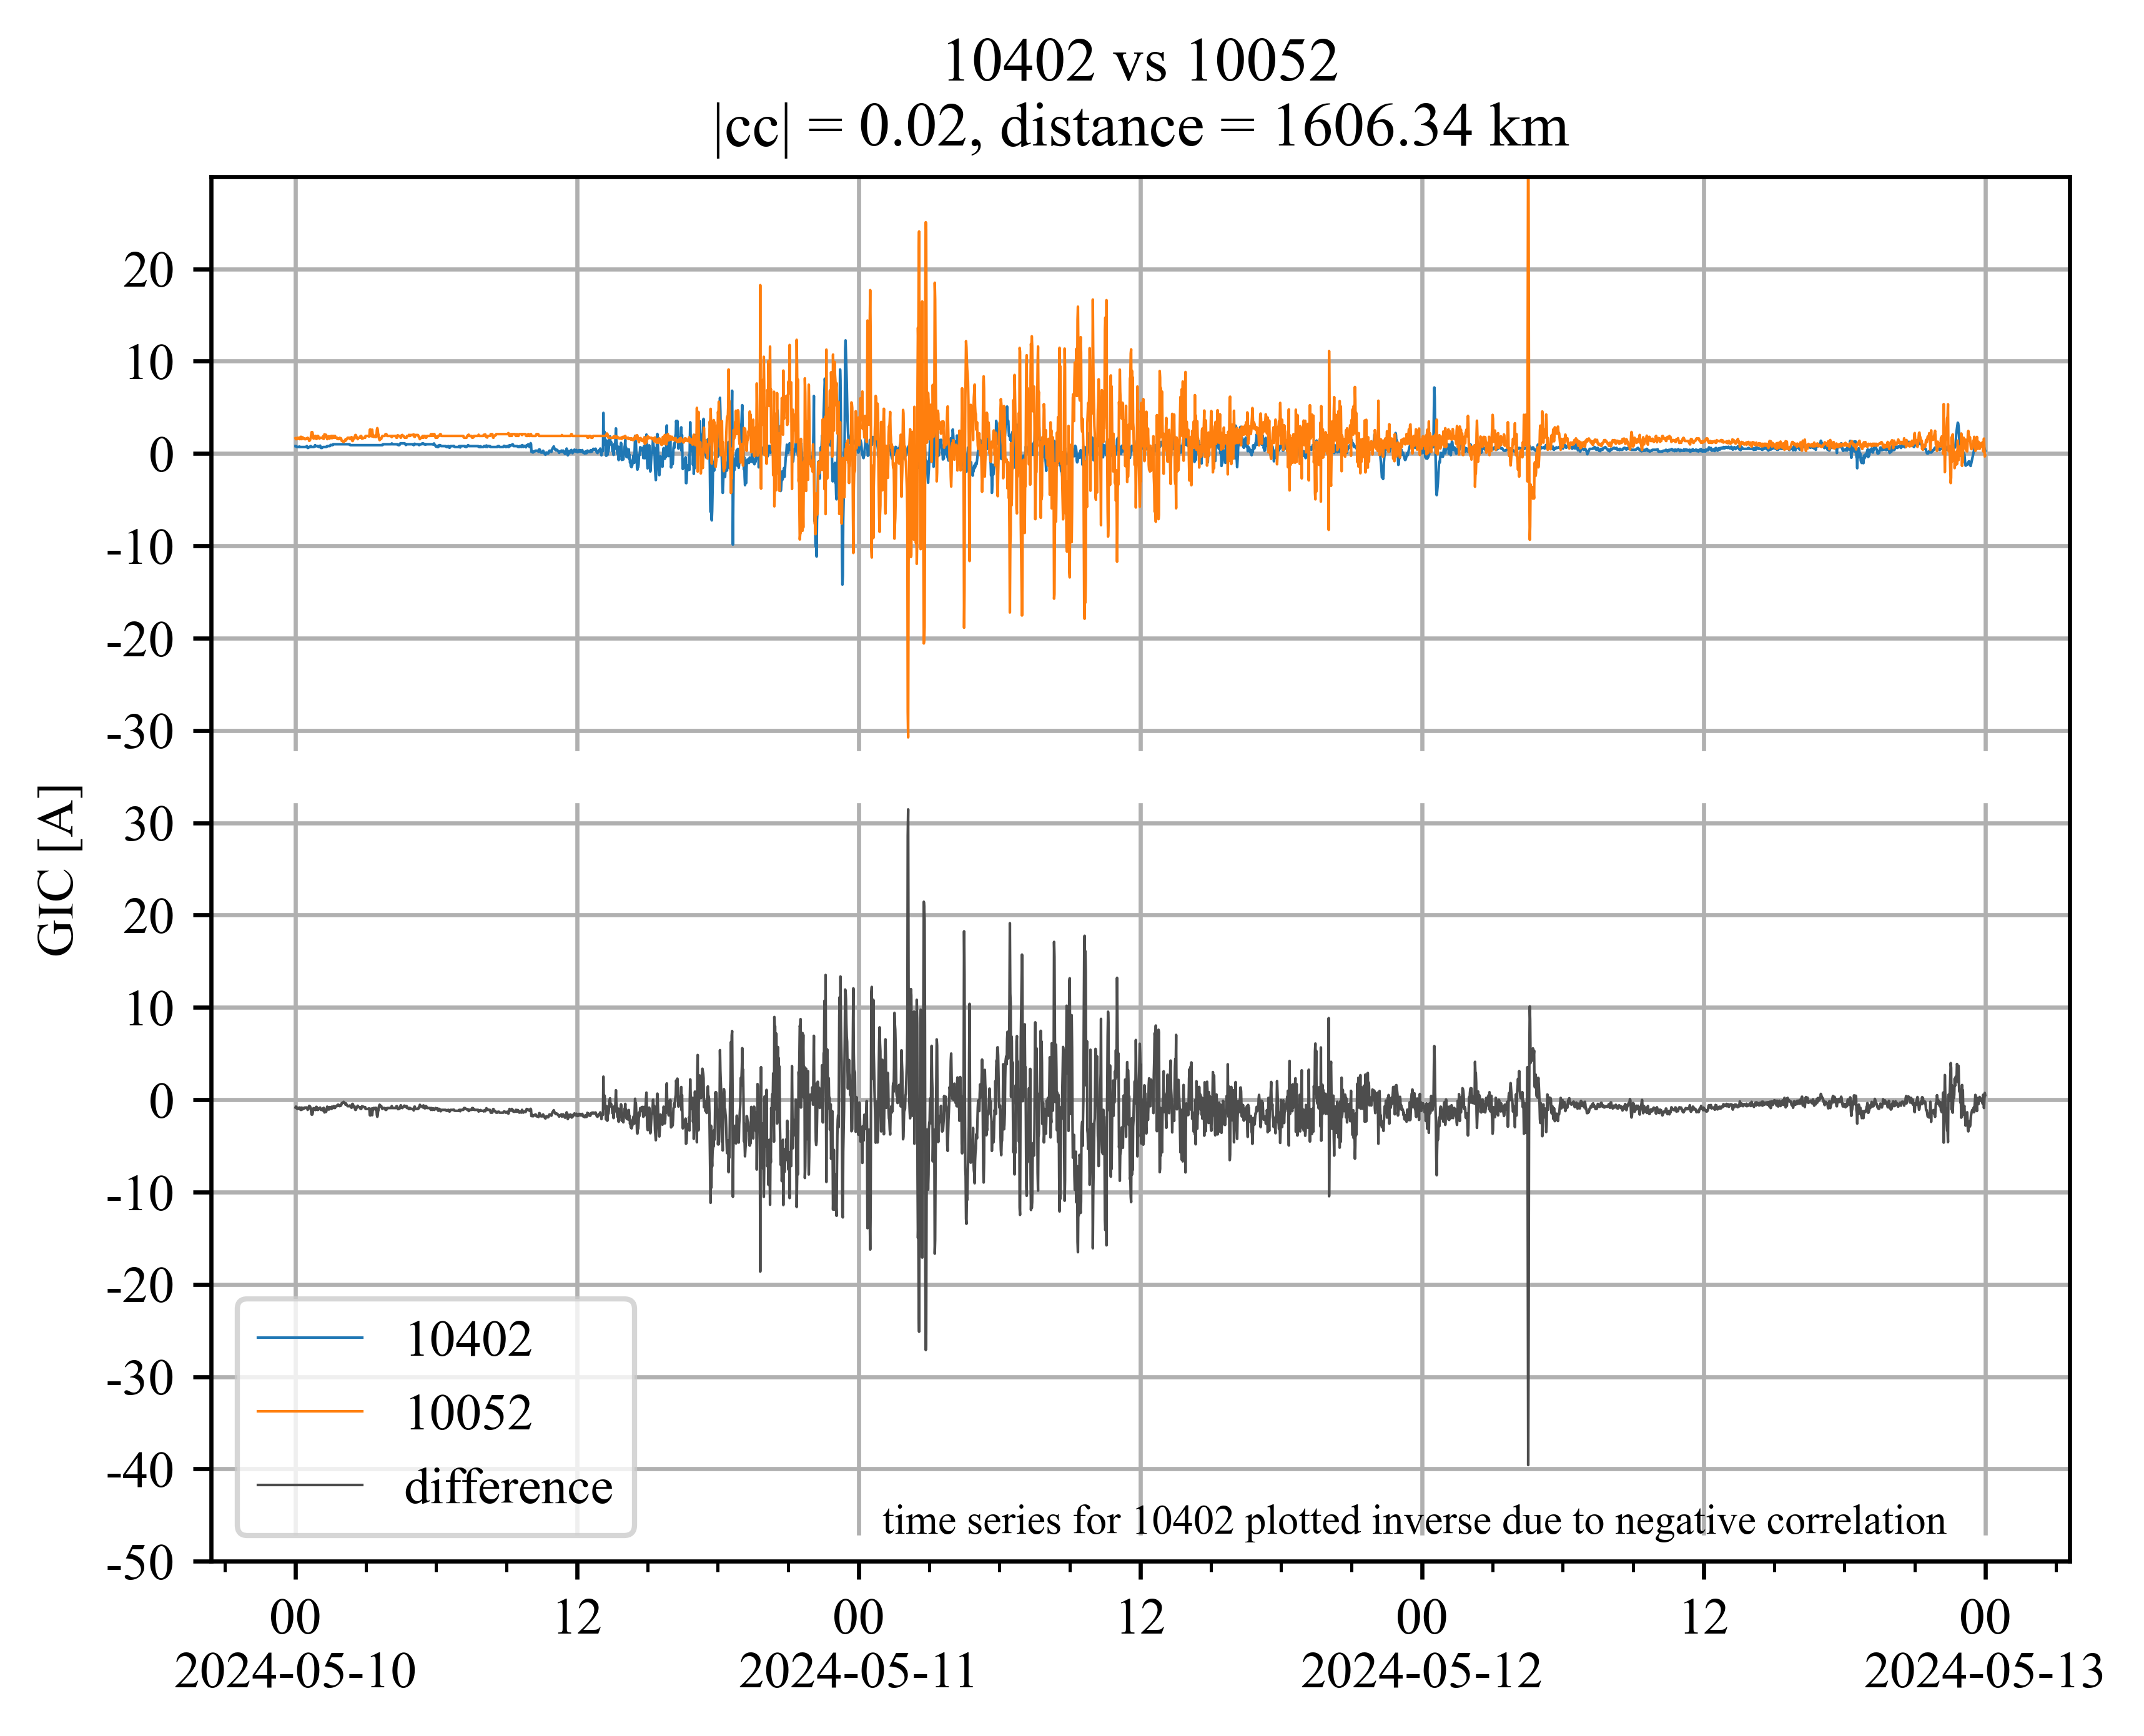 10402 vs 10052
|cc| = 0.02, distance = 1606.34 km
20
10
0
-10
-20
-30
30
20
10
0
-10
-20
-30
-40
-50
GIC [A]
10402
10052
difference
time series for 10402 plotted inverse due to negative correlation
00 12 00 12 00 12 00
2024-05-10 2024-05-11 2024-05-12 2024-05-13